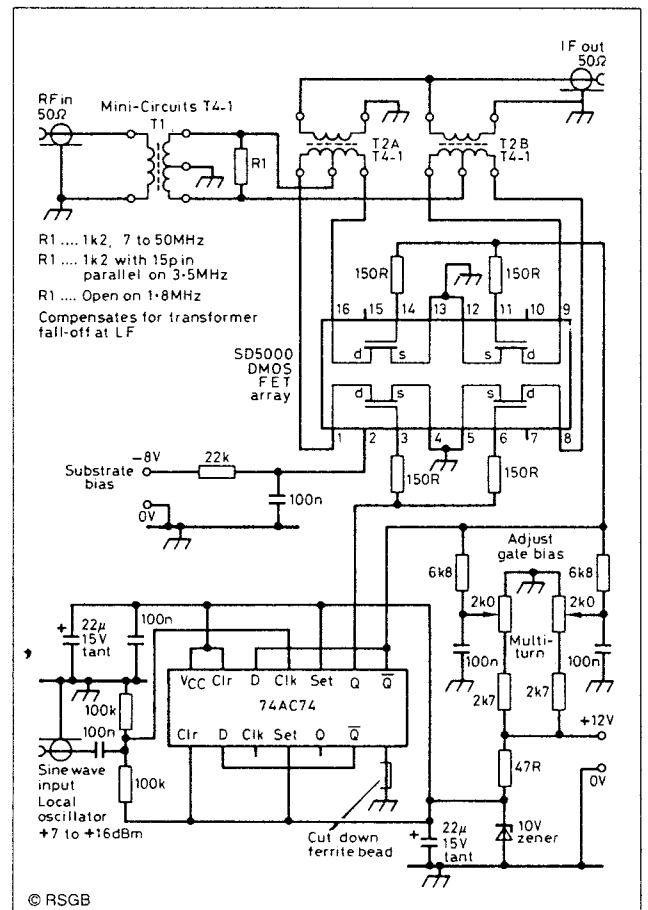 IF out
50Ω
RF in
50Ω
Mini-Circuits T4-1
T1
R1
T2A
T4-1
T2B
T4-1
R1 .... 1k2, 7 to 50MHz
R1 .... 1k2 with 15p in
parallel on 3·5MHz
R1 .... Open on 1·8MHz
Compensates for transformer
fall-off at LF
150R
150R
16 15 14 13 12 11 10 9
SD5000
DMOS
FET
array
d s s d
d s s d
1 2 3 4 5 6 7 8
-8V
22k
Substrate
bias
100n
0V
150R
150R
Adjust
gate bias
6k8
6k8
2k0
2k0
Multi-
turn
100n
100n
2k7
2k7
+12V
47R
0V
10V
zener
+
22µ
15V
tant
100n
Vcc Clr D Clk Set Q Q̅
74AC74
Clr D Clk Set Q Q̅
100k
100n
100k
Sine wave
input
Local
oscillator
+7 to +16dBm
Cut down
ferrite bead
+
22µ
15V
tant
© RSGB